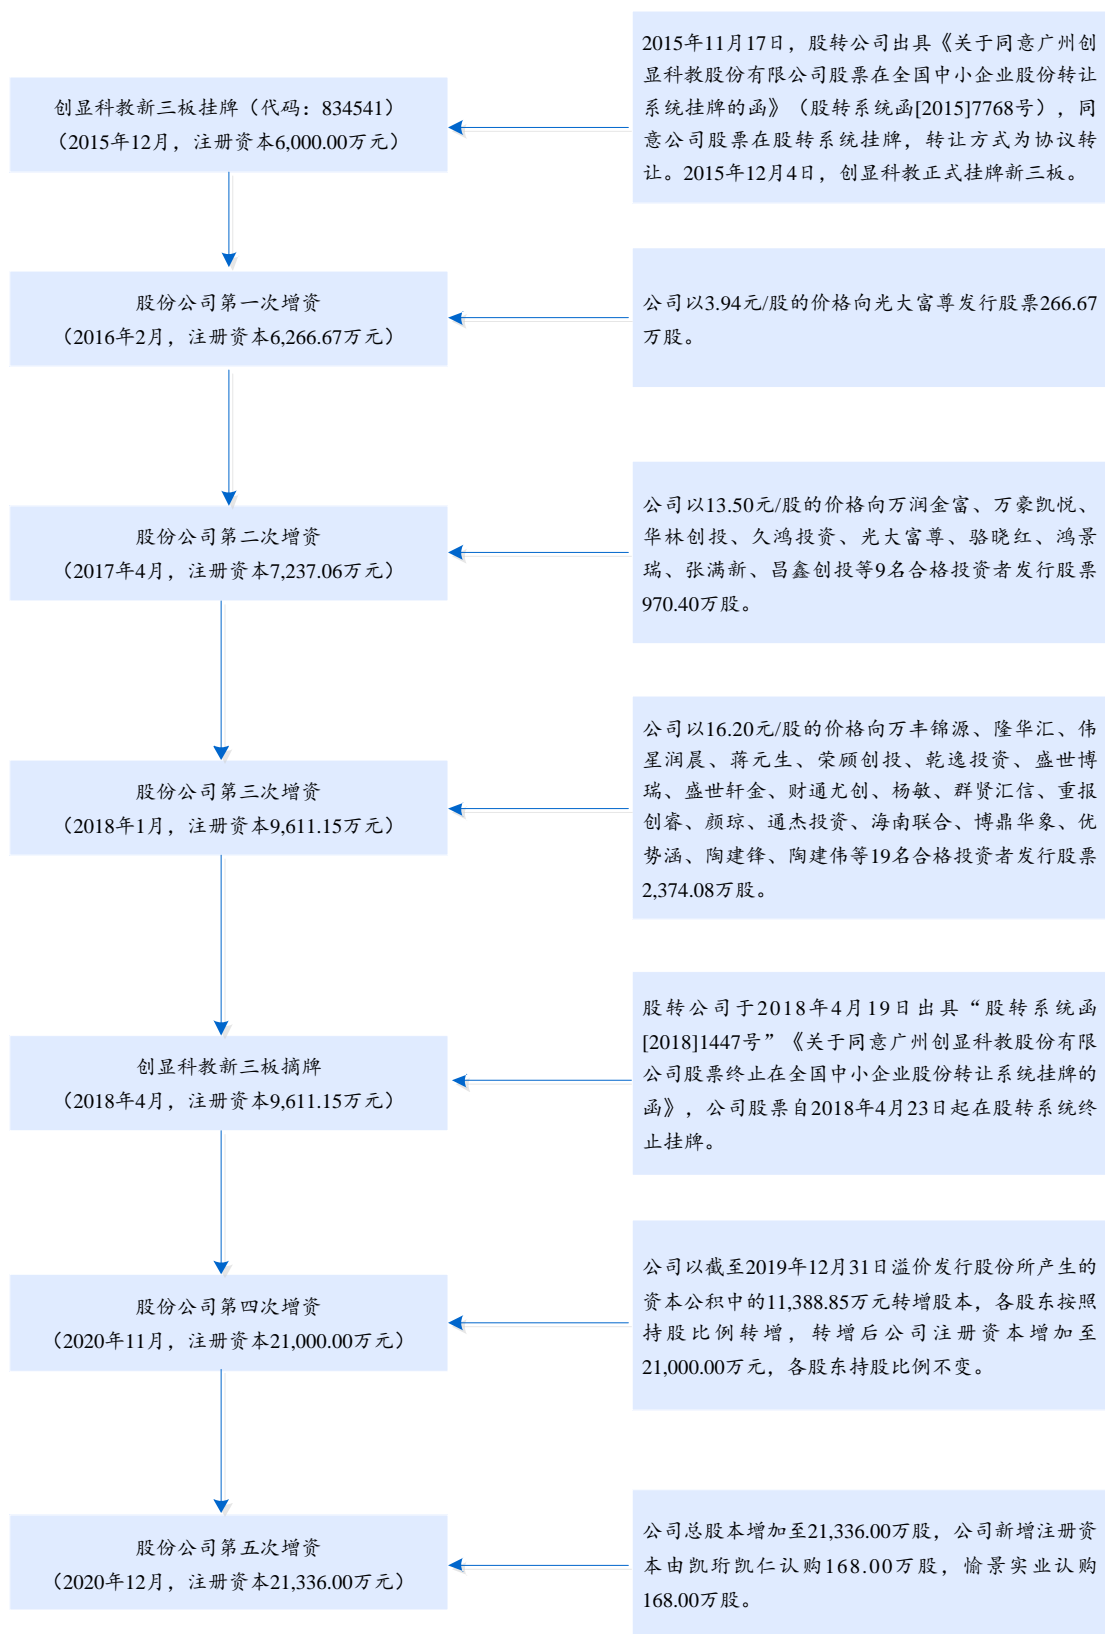 创显科教新三板挂牌（代码：834541）
（2015年12月，注册资本6,000.00万元）
2015年11月17日，股转公司出具《关于同意广州创
显科教股份有限公司股票在全国中小企业股份转让
系统挂牌的函》（股转系统函[2015]7768号），同
意公司股票在股转系统挂牌，转让方式为协议转
让。2015年12月4日，创显科教正式挂牌新三板。
股份公司第一次增资
（2016年2月，注册资本6,266.67万元）
公司以3.94元/股的价格向光大富尊发行股票266.67
万股。
股份公司第二次增资
（2017年4月，注册资本7,237.06万元）
公司以13.50元/股的价格向万润金富、万豪凯悦、
华林创投、久鸿投资、光大富尊、骆晓红、鸿景
瑞、张满新、昌鑫创投等9名合格投资者发行股票
970.40万股。
股份公司第三次增资
（2018年1月，注册资本9,611.15万元）
公司以16.20元/股的价格向万丰锦源、隆华汇、伟
星润晨、蒋元生、荣颀创投、乾逸投资、盛世博
瑞、盛世轩金、财通尤创、杨敏、群贤汇信、重报
创睿、颜琼、通杰投资、海南联合、博鼎华象、优
势涵、陶建锋、陶建伟等19名合格投资者发行股票
2,374.08万股。
创显科教新三板摘牌
（2018年4月，注册资本9,611.15万元）
股转公司于2018年4月19日出具“股转系统函
[2018]1447号”《关于同意广州创显科教股份有限
公司股票终止在全国中小企业股份转让系统挂牌的
函》，公司股票自2018年4月23日起在股转系统终
止挂牌。
股份公司第四次增资
（2020年11月，注册资本21,000.00万元）
公司以截至2019年12月31日溢价发行股份所产生的
资本公积中的11,388.85万元转增股本，各股东按照
持股比例转增，转增后公司注册资本增加至
21,000.00万元，各股东持股比例不变。
股份公司第五次增资
（2020年12月，注册资本21,336.00万元）
公司总股本增加至21,336.00万股，公司新增注册资
本由凯珩凯仁认购168.00万股，愉景实业认购
168.00万股。